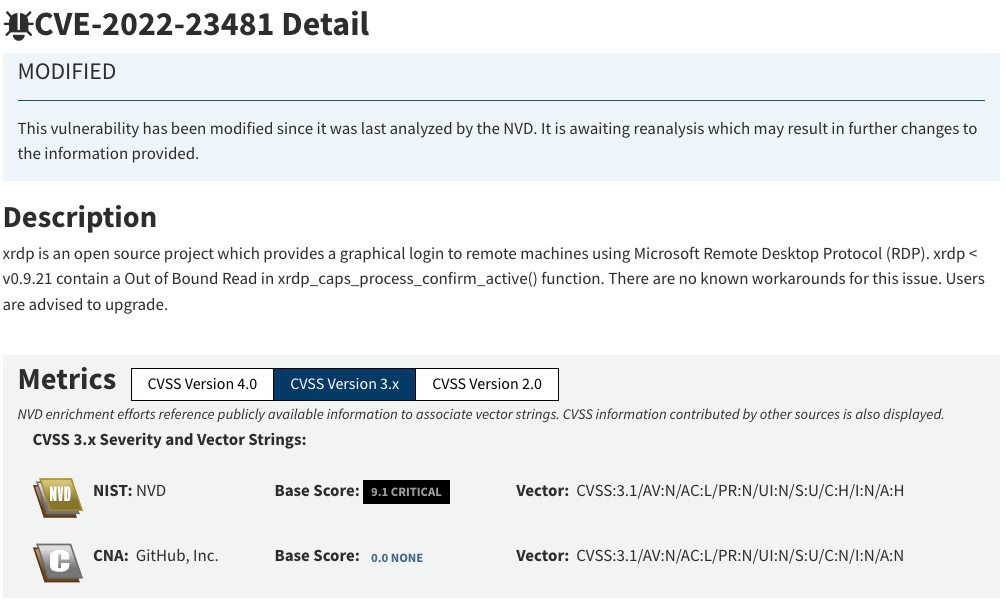 CVE-2022-23481 Detail
MODIFIED
This vulnerability has been modified since it was last analyzed by the NVD. It is awaiting reanalysis which may result in further changes to
the information provided.
Description
xrdp is an open source project which provides a graphical login to remote machines using Microsoft Remote Desktop Protocol (RDP). xrdp <
v0.9.21 contain a Out of Bound Read in xrdp_caps_process_confirm_active() function. There are no known workarounds for this issue. Users
are advised to upgrade.
Metrics CVSS Version 4.0 CVSS Version 3.x CVSS Version 2.0
NVD enrichment efforts reference publicly available information to associate vector strings. CVSS information contributed by other sources is also displayed.
CVSS 3.x Severity and Vector Strings:
NVD NIST: NVD Base Score: 9.1 CRITICAL Vector: CVSS:3.1/AV:N/AC:L/PR:N/UI:N/S:U/C:H/I:N/A:H
C CNA: GitHub, Inc. Base Score: 0.0 NONE Vector: CVSS:3.1/AV:N/AC:L/PR:N/UI:N/S:U/C:N/I:N/A:N